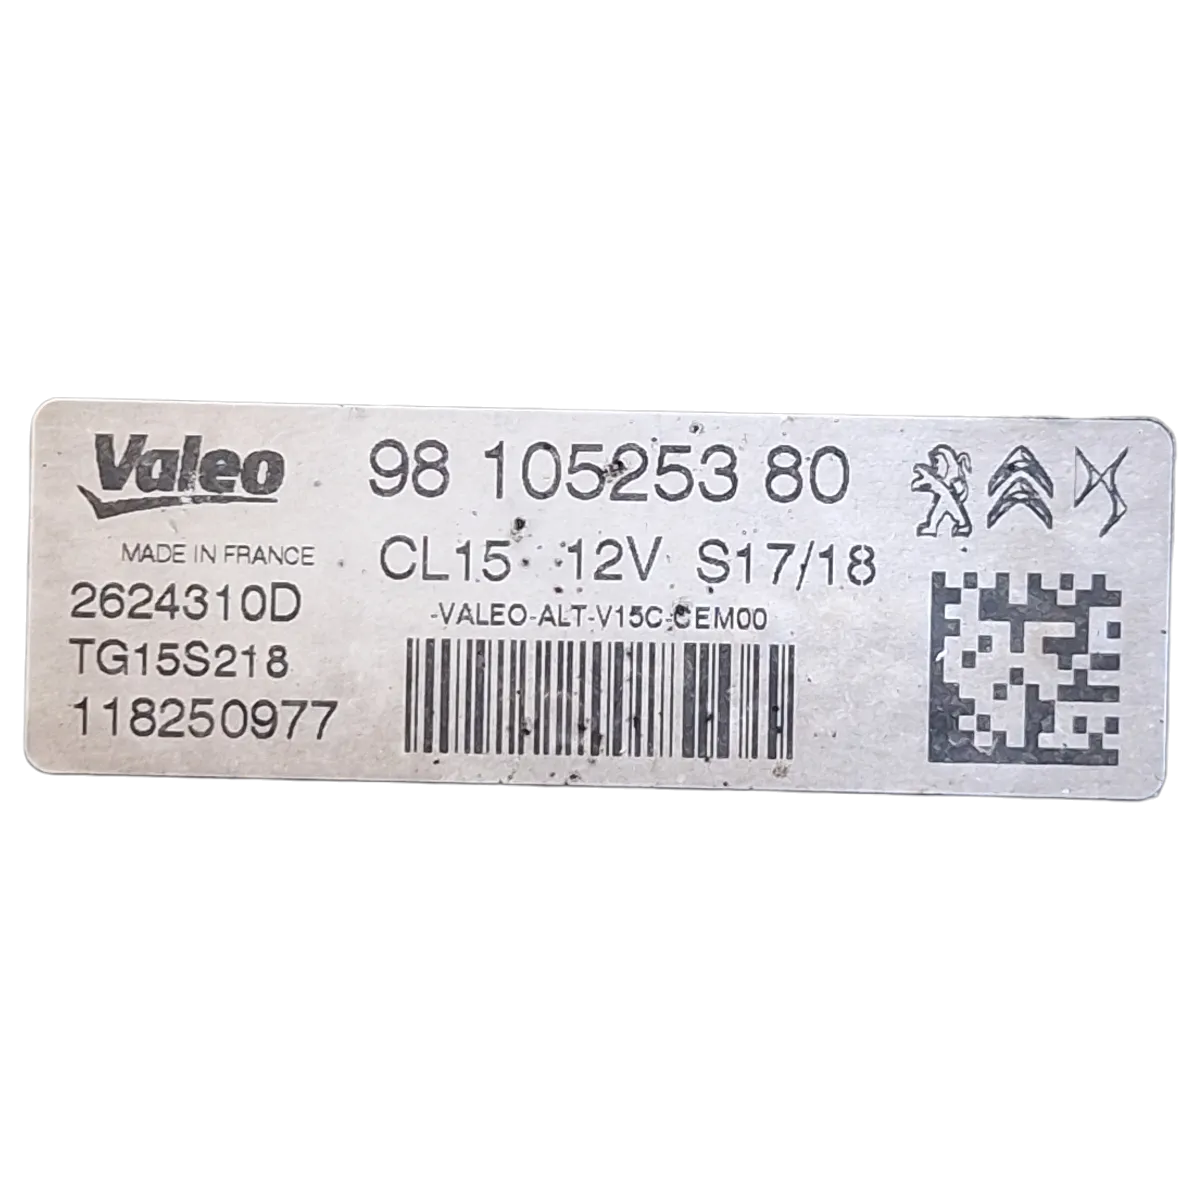 Valeo
98 105253 80
MADE IN FRANCE
CL15 12V S17/18
2624310D
-VALEO-ALT-V15C-CEM00
TG15S218
118250977